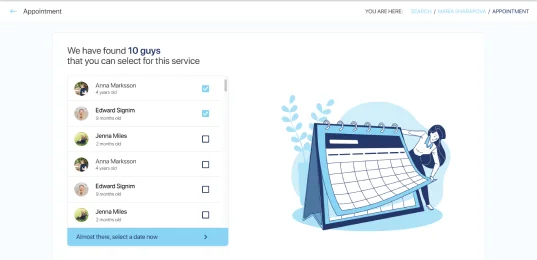 ← Appointment
YOU ARE HERE: SEARCH / MARIA SHARAPOVA / APPOINTMENT
We have found 10 guys
that you can select for this service
Anna Marksson
4 years old
Edward Signim
9 months old
Jenna Miles
2 months old
Anna Marksson
4 years old
Edward Signim
9 months old
Jenna Miles
2 months old
Almost there, select a date now